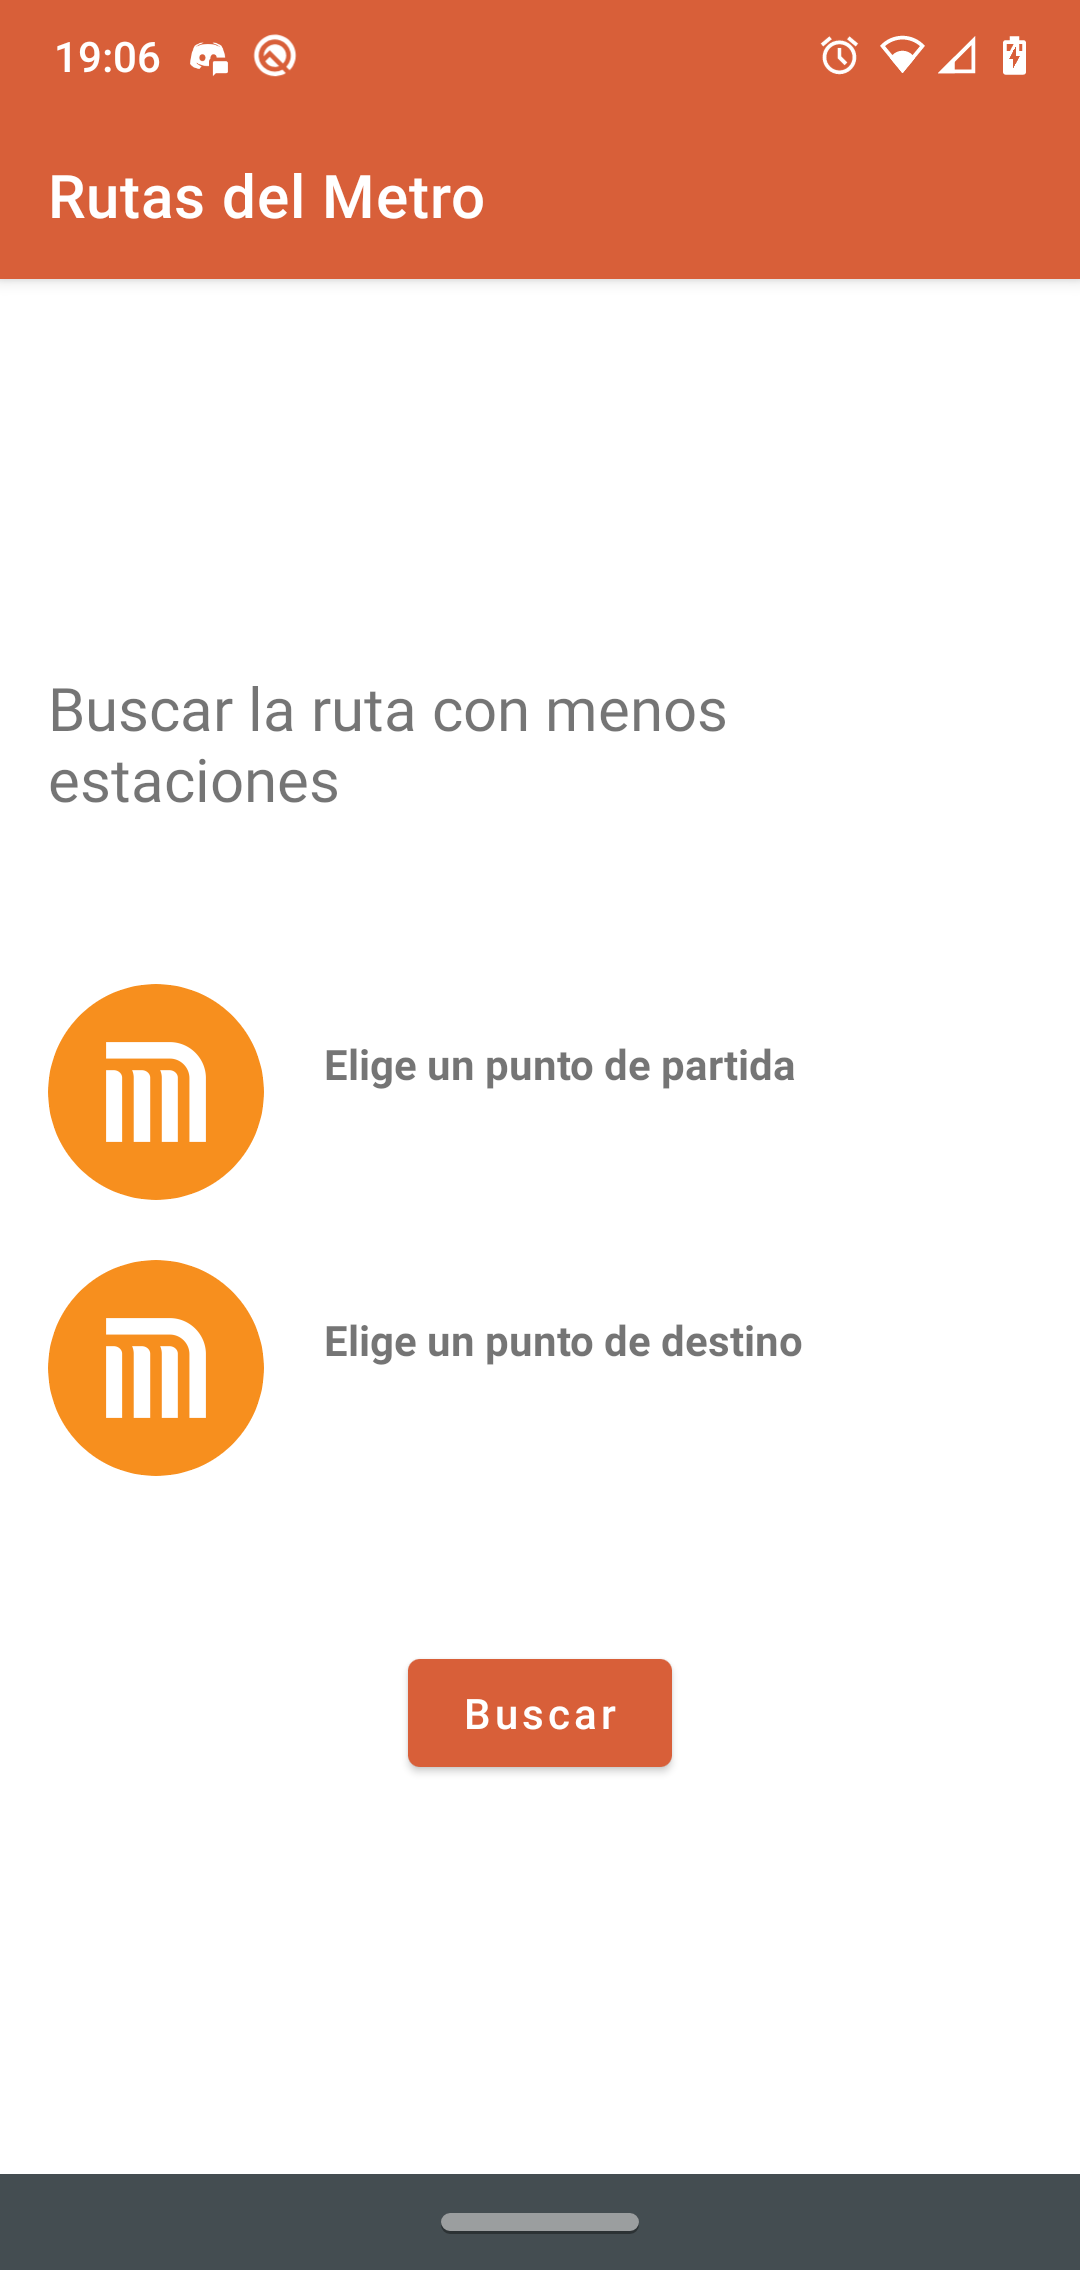 19:06
Rutas del Metro
Buscar la ruta con menos
estaciones
Elige un punto de partida
Elige un punto de destino
Buscar